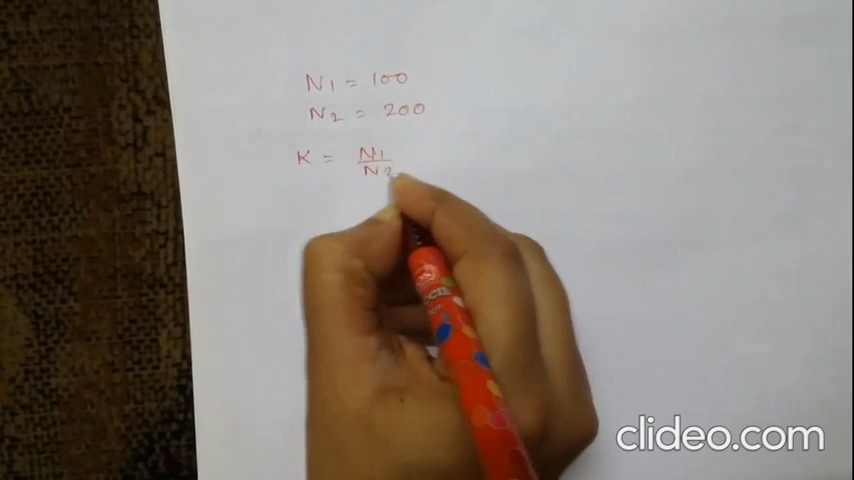 N1 = 100
N2 = 200
K = N1/N2
clideo.com